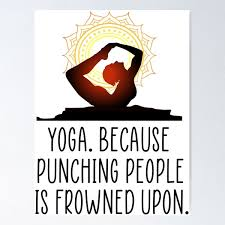 YOGA. BECAUSE
PUNCHING PEOPLE
IS FROWNED UPON.